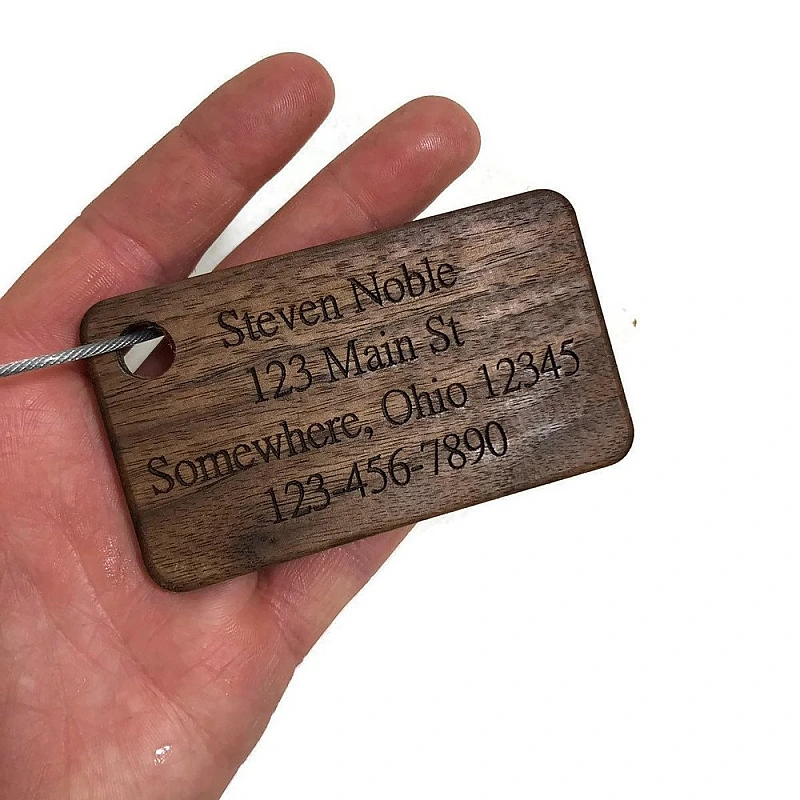 Steven Noble
123 Main St
Somewhere, Ohio 12345
123-456-7890